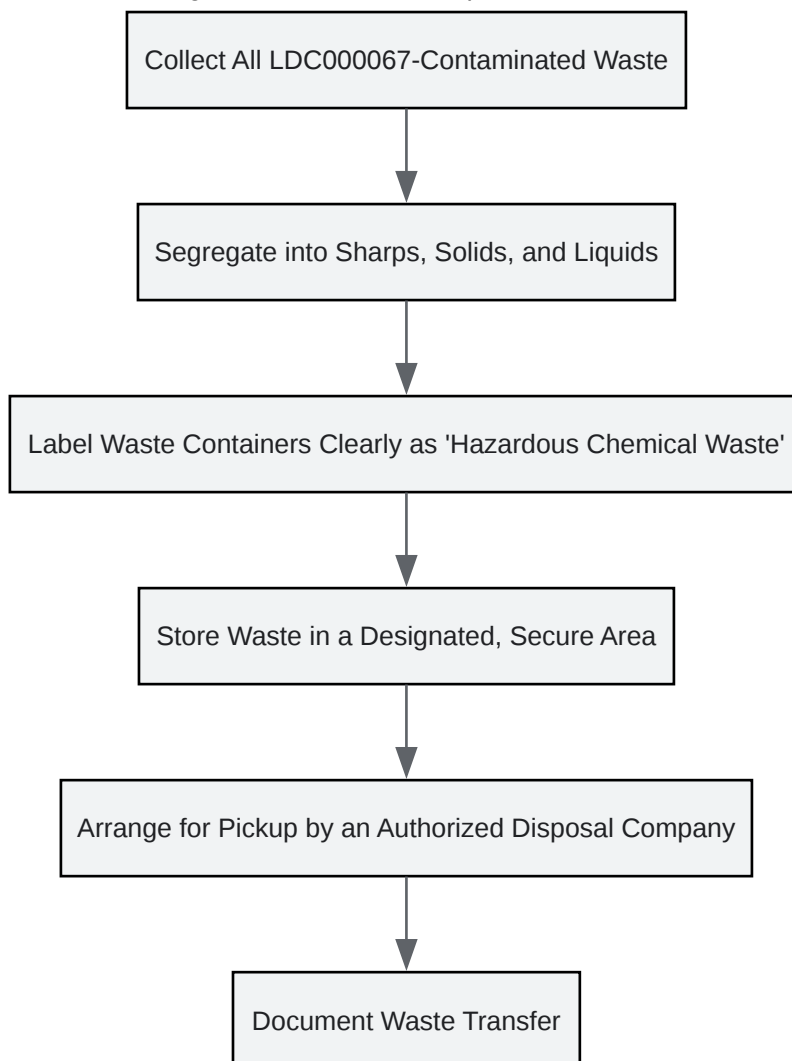 Collect All LDC000067-Contaminated Waste
Segregate into Sharps, Solids, and Liquids
Label Waste Containers Clearly as 'Hazardous Chemical Waste'
Store Waste in a Designated, Secure Area
Arrange for Pickup by an Authorized Disposal Company
Document Waste Transfer